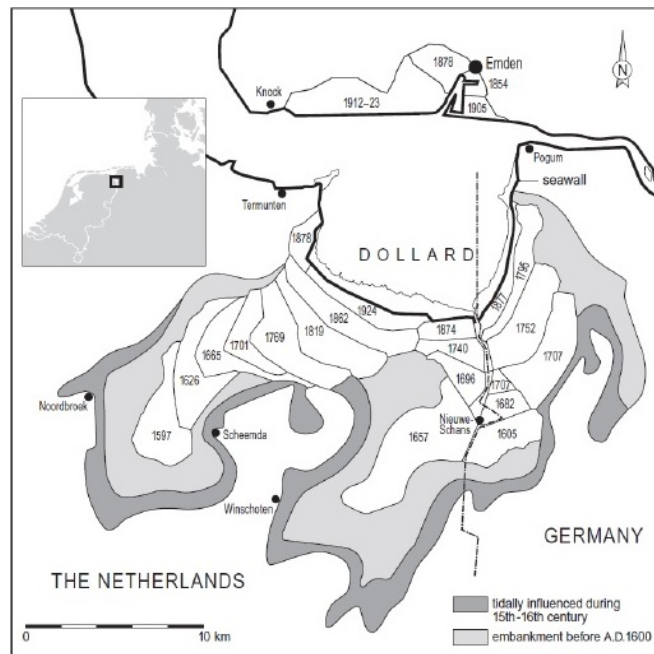 1878
Emden
N
Knock
1854
1912-23
1905
Pogum
seawall
Termunten
1878
DOLLARD
1795
1877
1924
1862
1752
1819
1874
1769
1701
1740
1707
1665
1626
1696
1707
1682
Noordbroek
Nieuwe-
Schans
1597
Scheemda
1657
1605
Winschoten
GERMANY
THE NETHERLANDS
tidally influenced during
15th-16th century
0
10 km
embankment before A.D.1600